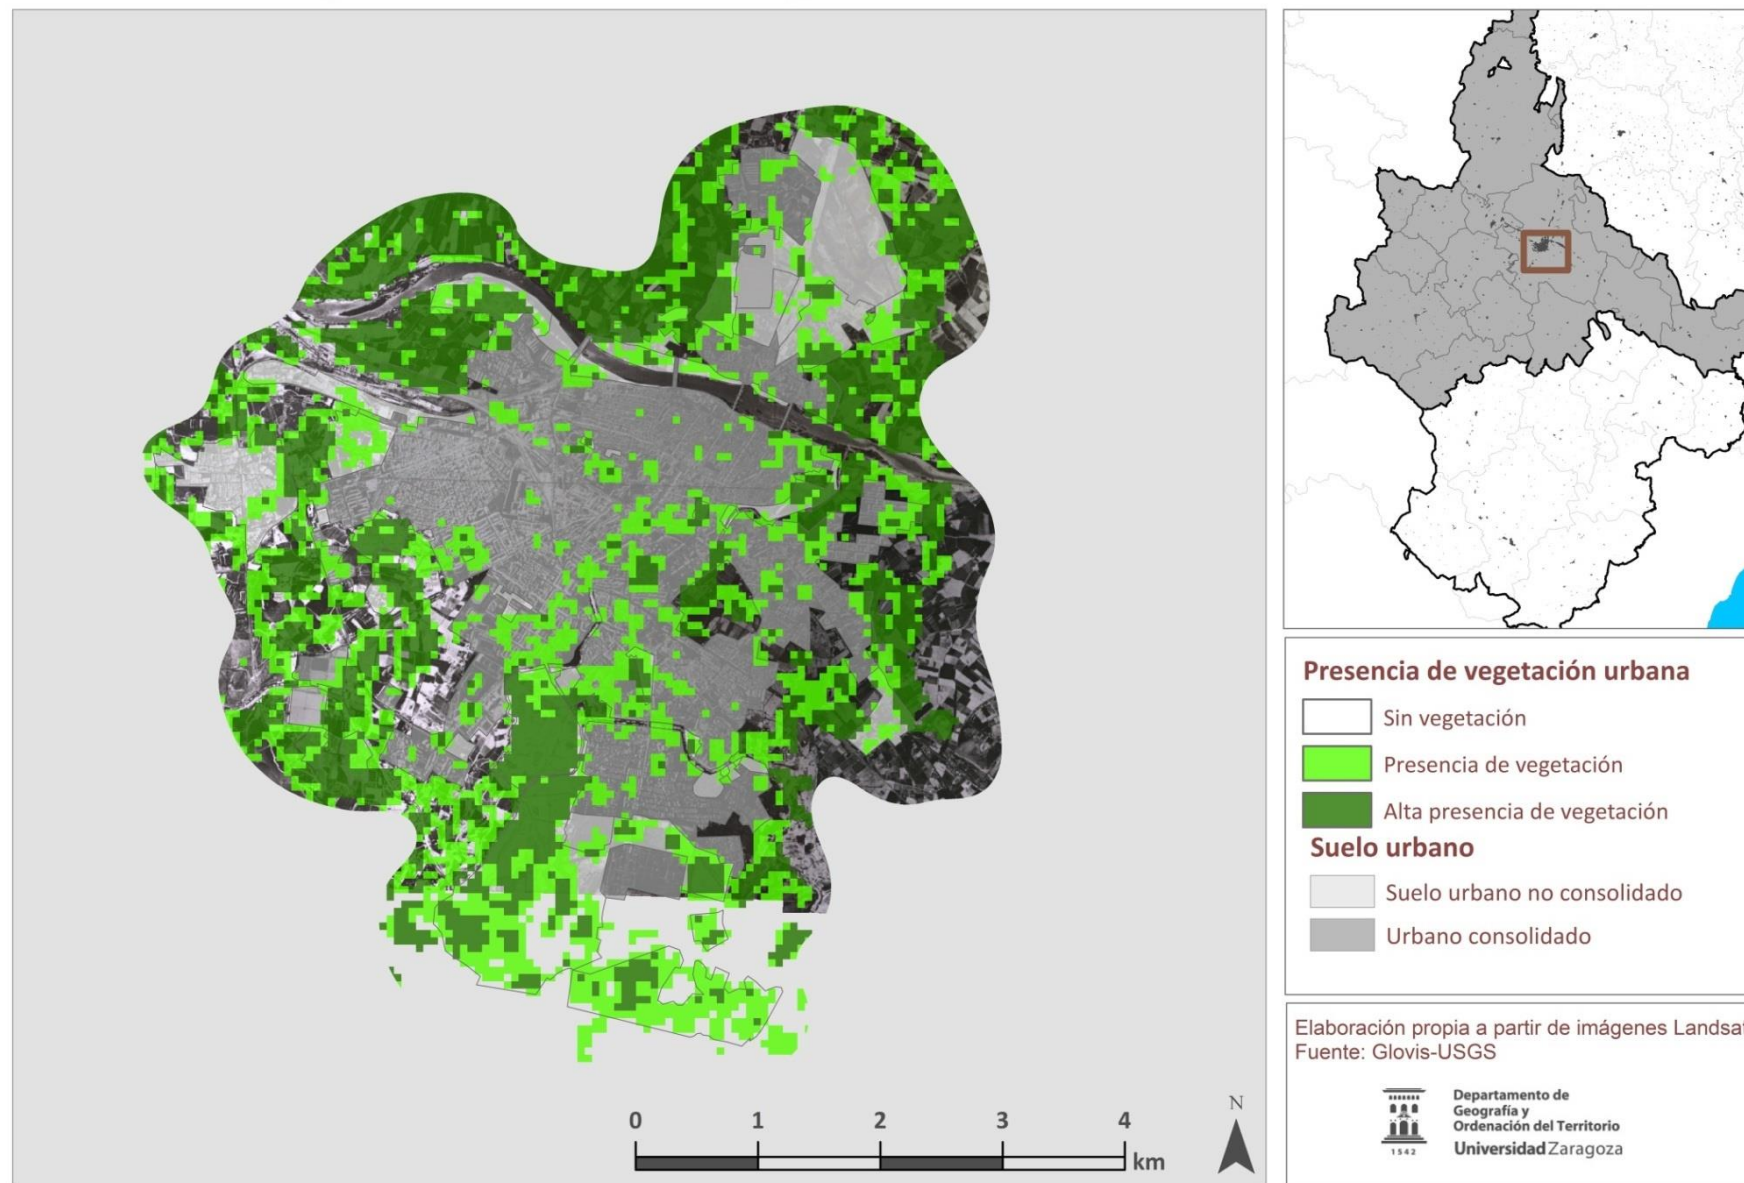 Presencia de vegetación urbana
Sin vegetación
Presencia de vegetación
Alta presencia de vegetación
Suelo urbano
Suelo urbano no consolidado
Urbano consolidado
Elaboración propia a partir de imágenes Landsat
Fuente: Glovis-USGS
Departamento de
Geografía y
Ordenación del Territorio
Universidad Zaragoza
1542
N
0 1 2 3 4
km